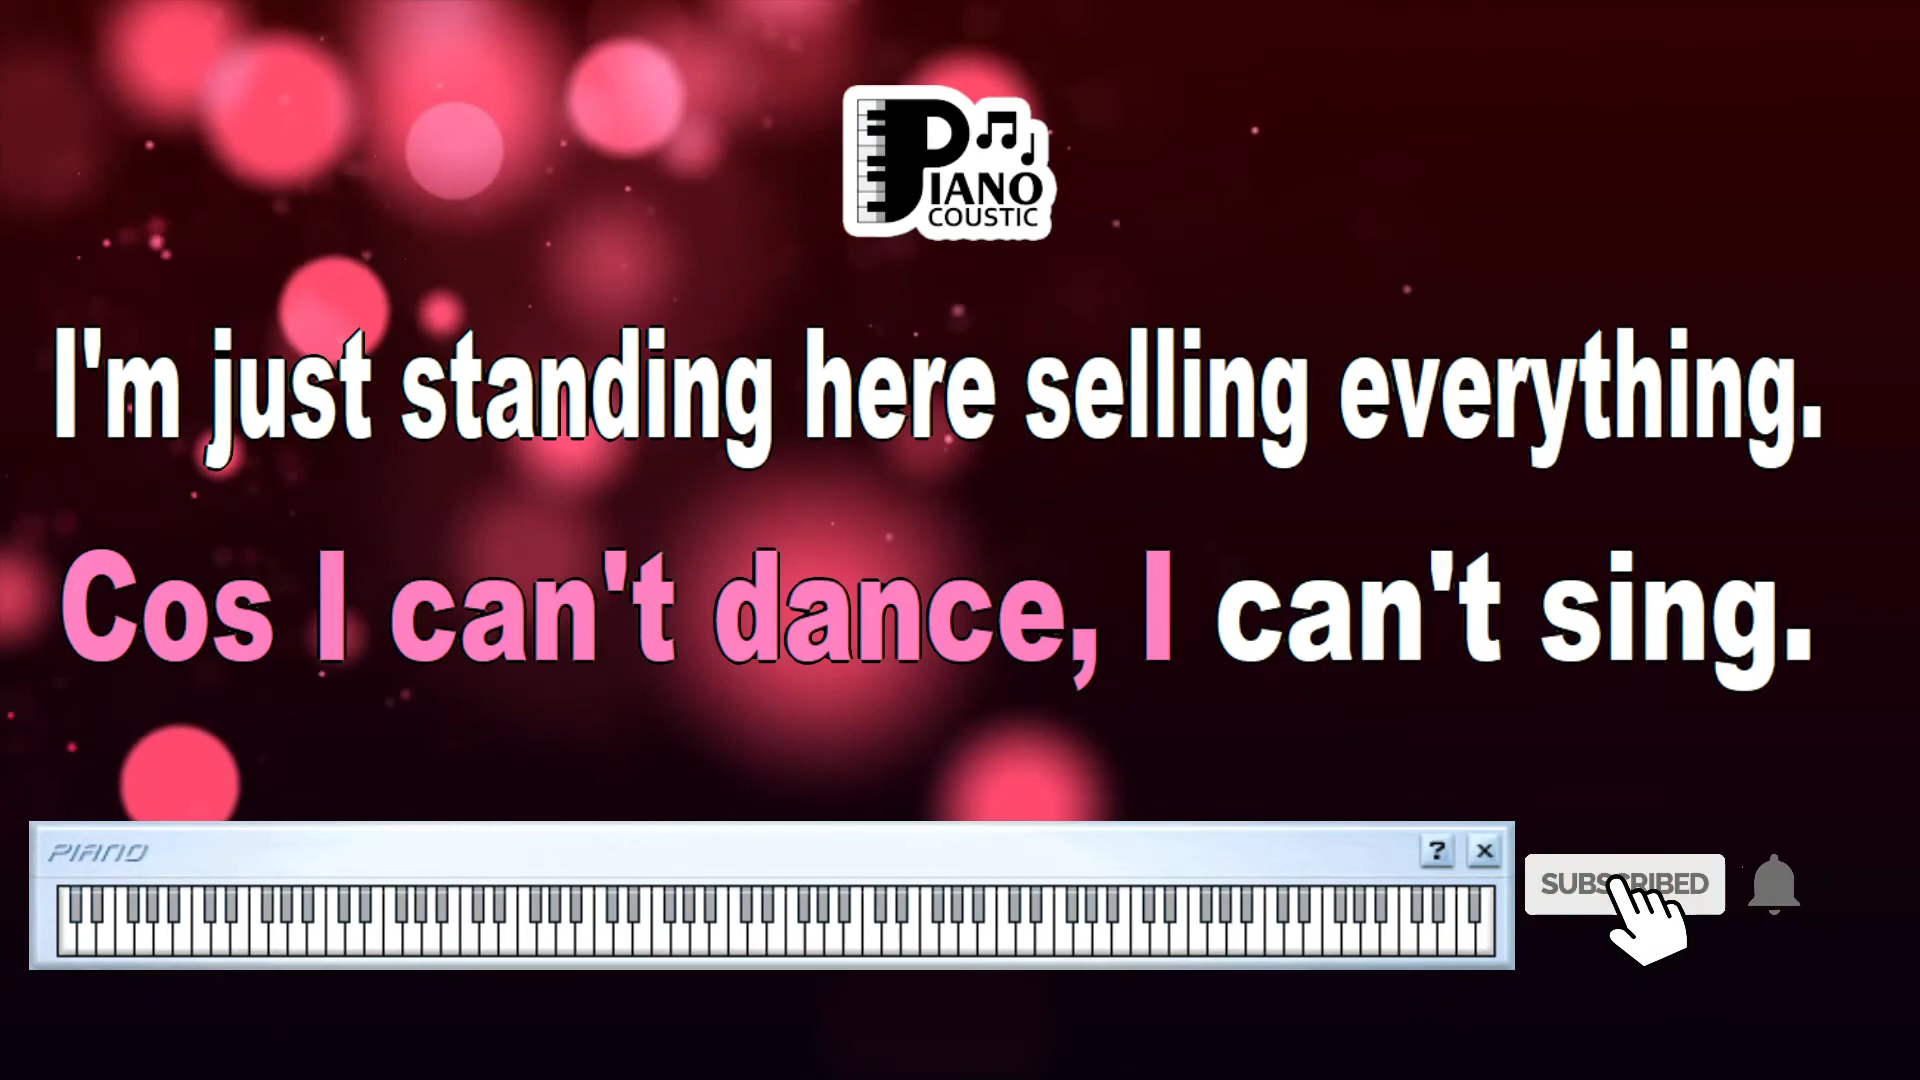 PIANO
COUSTIC
I'm just standing here selling everything.
Cos I can't dance, I can't sing.
PIANO
? X
SUBSCRIBED